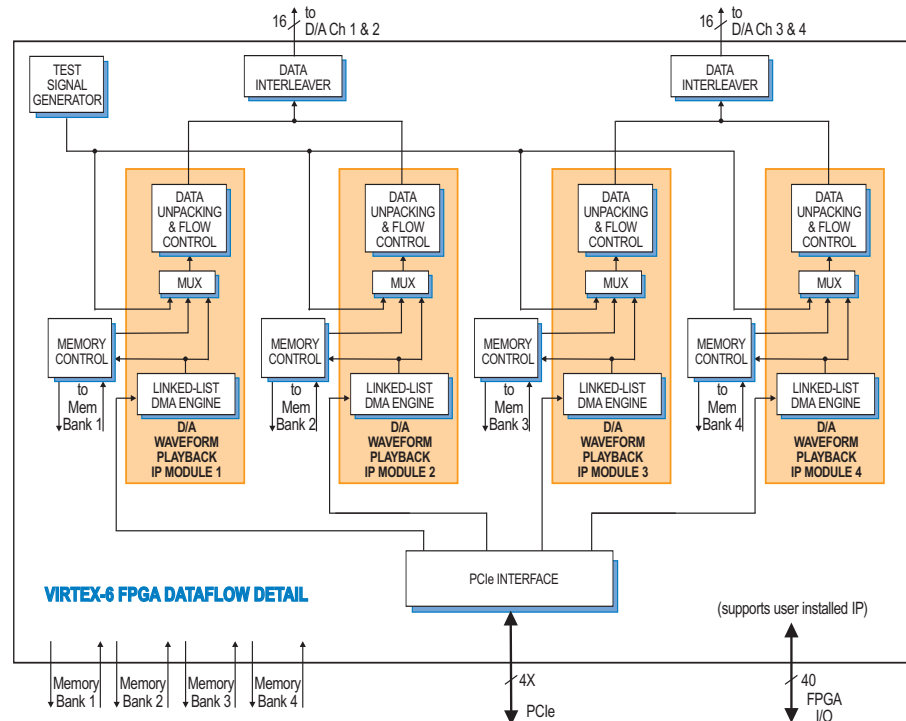 16
to
D/A Ch 1 & 2
16
to
D/A Ch 3 & 4
TEST
SIGNAL
GENERATOR
DATA
INTERLEAVER
DATA
INTERLEAVER
DATA
UNPACKING
& FLOW
CONTROL
DATA
UNPACKING
& FLOW
CONTROL
DATA
UNPACKING
& FLOW
CONTROL
DATA
UNPACKING
& FLOW
CONTROL
MUX
MUX
MUX
MUX
MEMORY
CONTROL
MEMORY
CONTROL
MEMORY
CONTROL
MEMORY
CONTROL
to
Mem
Bank 1
LINKED-LIST
DMA ENGINE
to
Mem
Bank 2
LINKED-LIST
DMA ENGINE
to
Mem
Bank 3
LINKED-LIST
DMA ENGINE
to
Mem
Bank 4
LINKED-LIST
DMA ENGINE
D/A
WAVEFORM
PLAYBACK
IP MODULE 1
D/A
WAVEFORM
PLAYBACK
IP MODULE 2
D/A
WAVEFORM
PLAYBACK
IP MODULE 3
D/A
WAVEFORM
PLAYBACK
IP MODULE 4
PCIe INTERFACE
VIRTEX-6 FPGA DATAFLOW DETAIL
(supports user installed IP)
Memory
Bank 1
Memory
Bank 2
Memory
Bank 3
Memory
Bank 4
4X
PCIe
40
FPGA
I/O